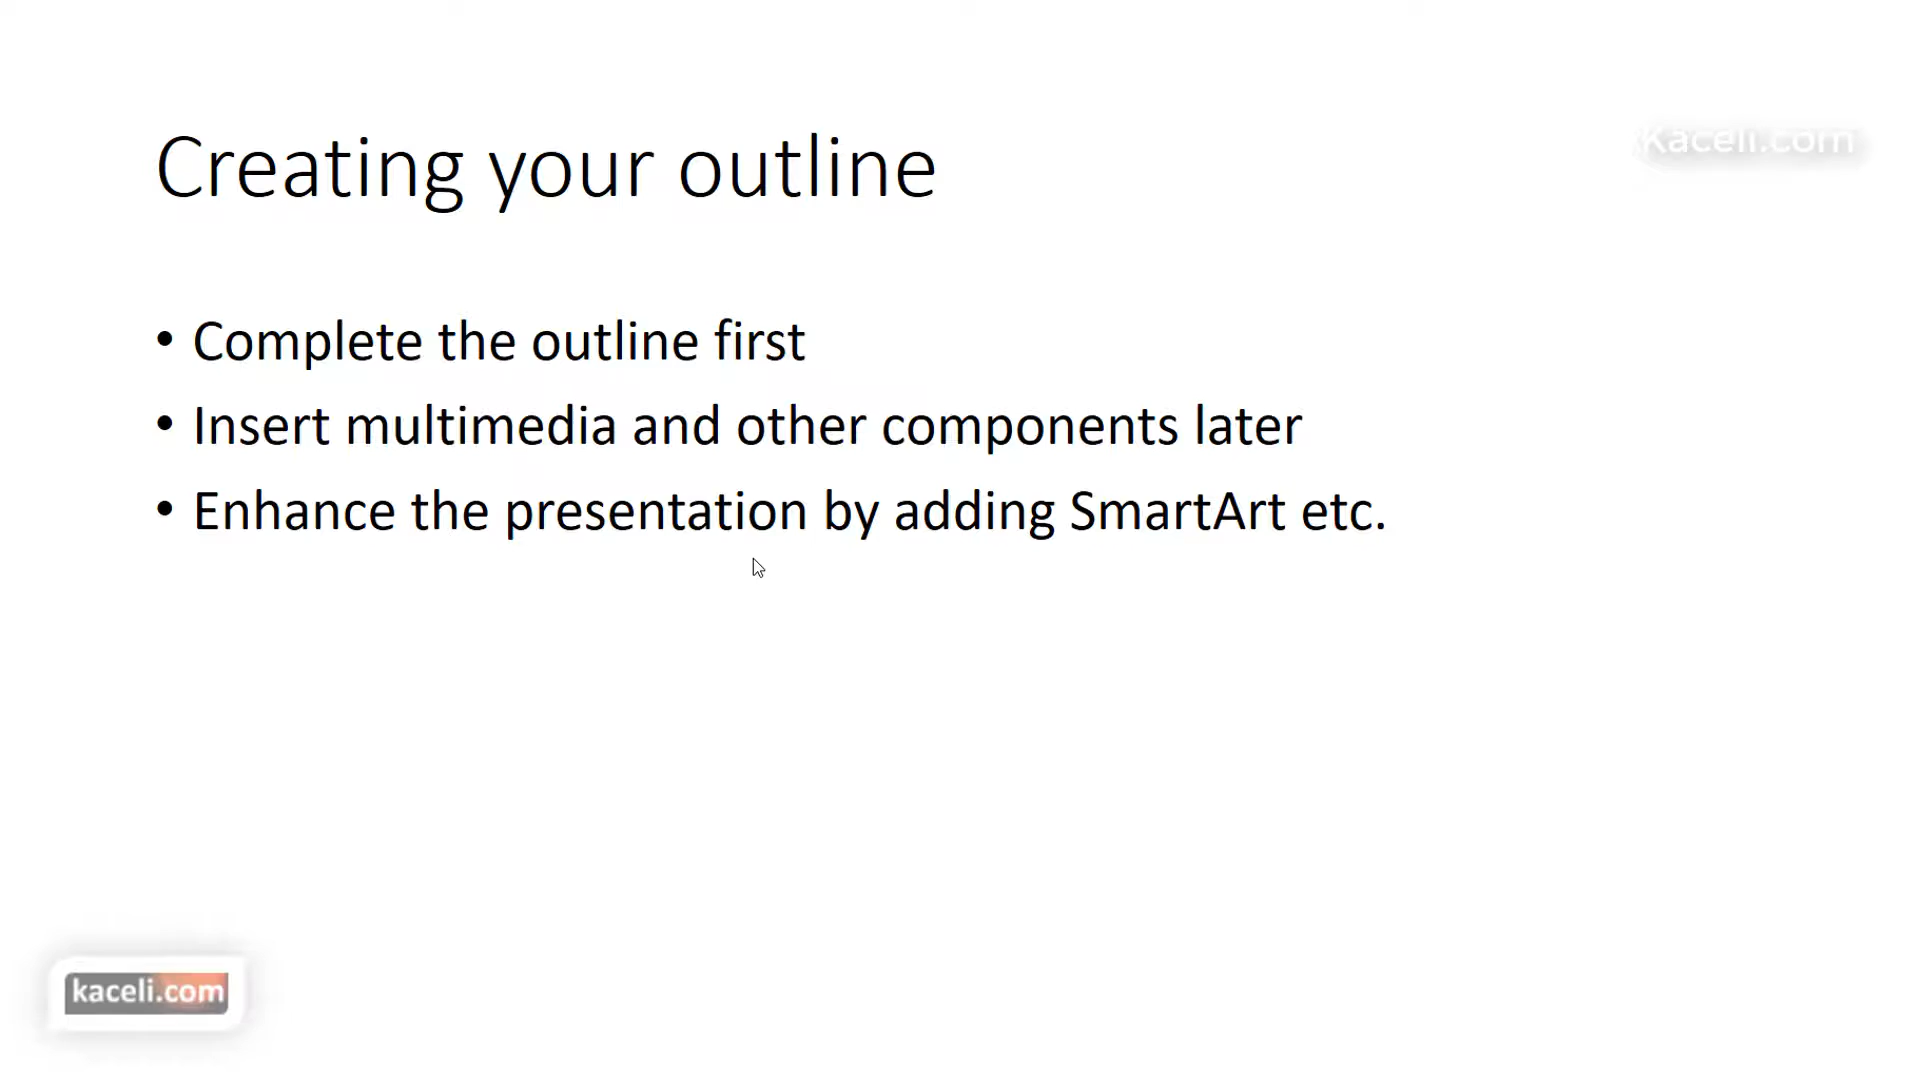 Creating your outline
Kaceli.com
• Complete the outline first
• Insert multimedia and other components later
• Enhance the presentation by adding SmartArt etc.
kaceli.com